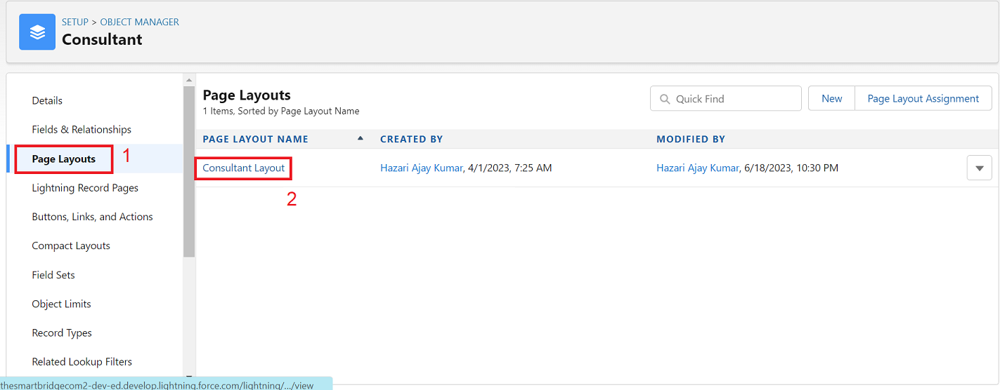 SETUP > OBJECT MANAGER
Consultant
Details
Fields & Relationships
Page Layouts 1
Lightning Record Pages
Buttons, Links, and Actions
Compact Layouts
Field Sets
Object Limits
Record Types
Related Lookup Filters
Page Layouts
1 Items, Sorted by Page Layout Name
Quick Find New Page Layout Assignment
PAGE LAYOUT NAME CREATED BY MODIFIED BY
Consultant Layout Hazari Ajay Kumar, 4/1/2023, 7:25 AM Hazari Ajay Kumar, 6/18/2023, 10:30 PM
2
thesmartbridgecom2-dev-ed.develop.lightning.force.com/lightning/.../view